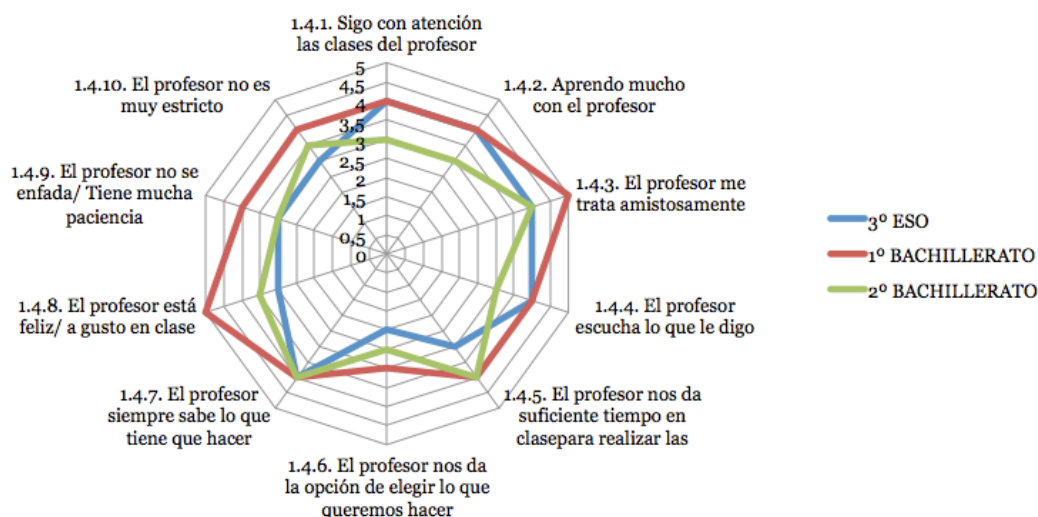 1.4.1. Sigo con atención
las clases del profesor
1.4.2. Aprendo mucho
con el profesor
1.4.3. El profesor me
trata amistosamente
1.4.4. El profesor
escucha lo que le digo
1.4.5. El profesor nos da
suficiente tiempo en
clasepara realizar las
1.4.6. El profesor nos da
la opción de elegir lo que
queremos hacer
1.4.7. El profesor
siempre sabe lo que
tiene que hacer
1.4.8. El profesor está
feliz/ a gusto en clase
1.4.9. El profesor no se
enfada/ Tiene mucha
paciencia
1.4.10. El profesor no es
muy estricto
5
4,5
4
3,5
3
2,5
2
1,5
1
0,5
0
3º ESO
1º BACHILLERATO
2º BACHILLERATO